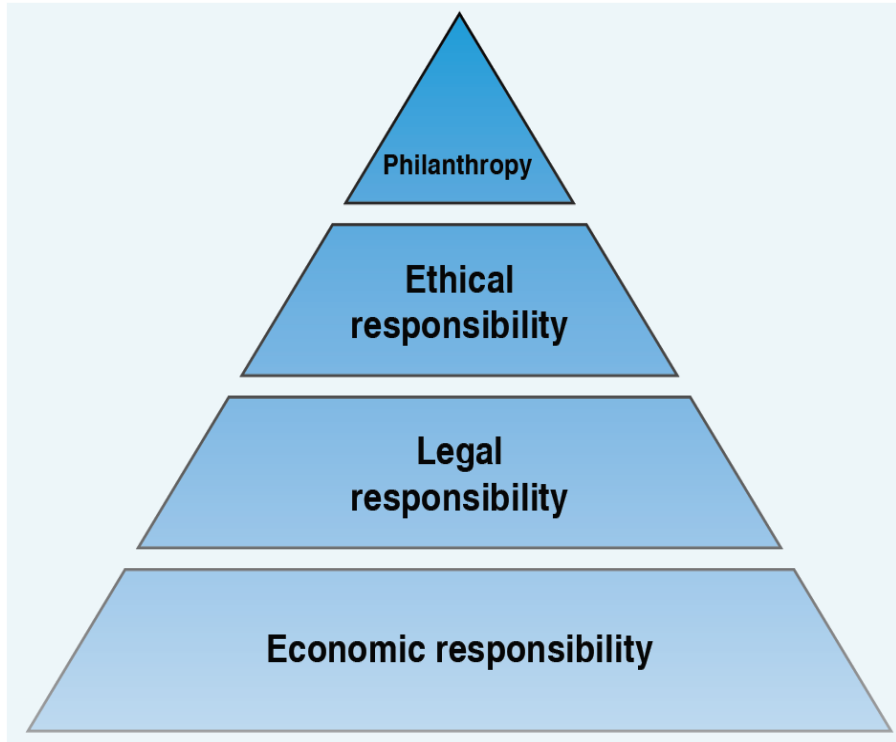 Philanthropy
Ethical
responsibility
Legal
responsibility
Economic responsibility